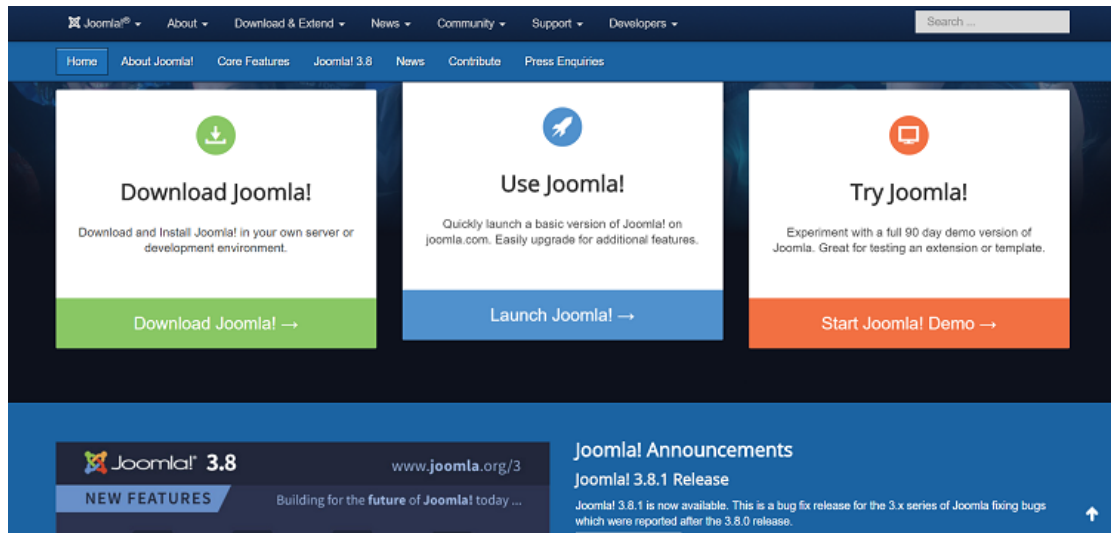 Joomla!® About Download & Extend News Community Support Developers Search ...
Home About Joomla! Core Features Joomla! 3.8 News Contribute Press Enquiries
Download Joomla!
Download and Install Joomla! in your own server or
development environment.
Download Joomla! →
Use Joomla!
Quickly launch a basic version of Joomla! on
joomla.com. Easily upgrade for additional features.
Launch Joomla! →
Try Joomla!
Experiment with a full 90 day demo version of
Joomla. Great for testing an extension or template.
Start Joomla! Demo →
Joomla!® 3.8 www.joomla.org/3
NEW FEATURES Building for the future of Joomla! today ...
Joomla! Announcements
Joomla! 3.8.1 Release
Joomla! 3.8.1 is now available. This is a bug fix release for the 3.x series of Joomla fixing bugs
which were reported after the 3.8.0 release.